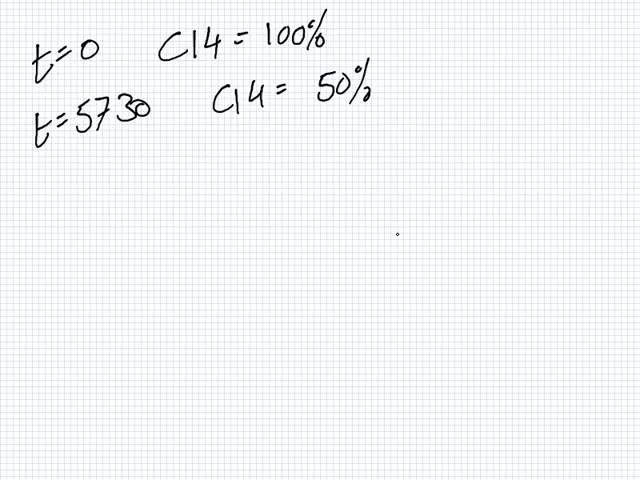 t=0 C14 = 100%
t=5730 C14 = 50%